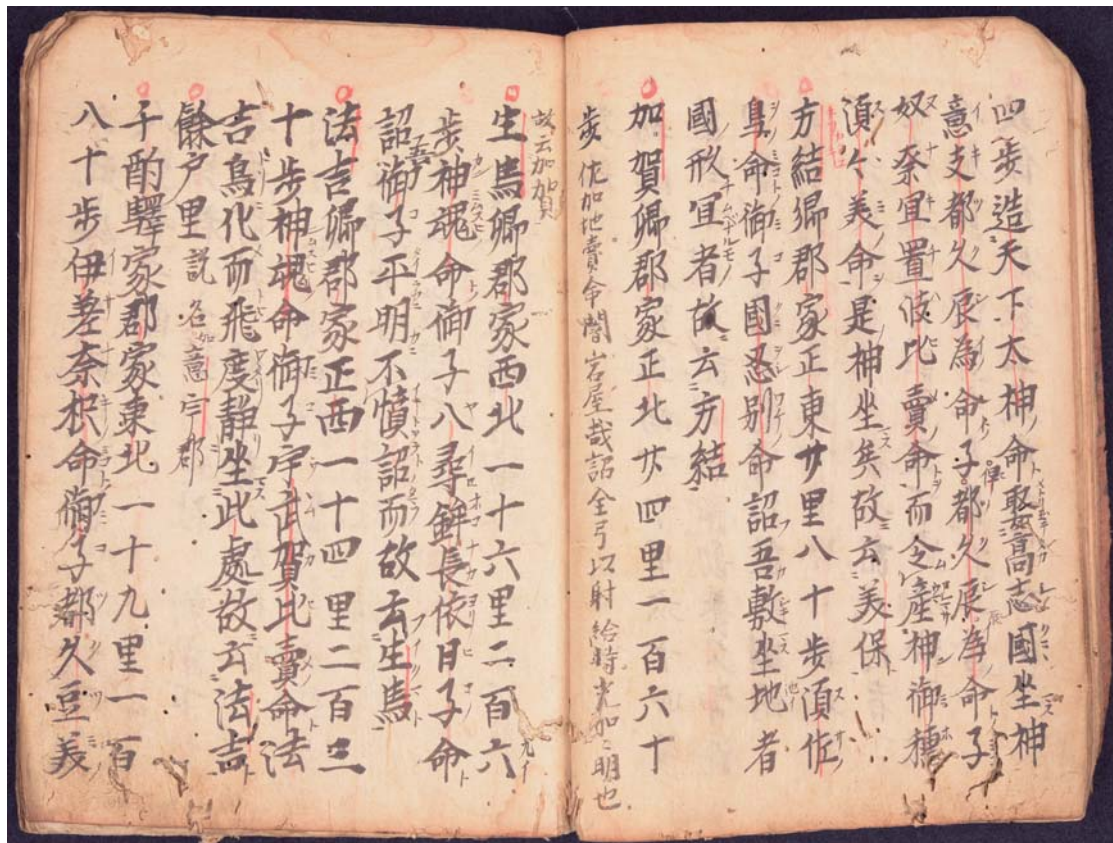 四歩造天下大神命娶高志國坐神
意支都久辰為命子都久辰為命子
奴奈宜置俀比賣命而令産神御穗
湏々美命是神坐矣故云美保
方結郷郡家正東廿里八十歩湏佐
臭命御子國忍別命詔吾敷坐地者
國形宜者故云方結
加賀郷郡家正北廿四里一百六十
歩佐加地賣命闇岩屋哉詔全弓以射給時光加々明也
故云加加賀
生馬郷郡家西北一十六里二百六
歩神魂命御子八尋鉾長依日子命
詔吾御子平明不憤詔而故云生馬
法吉郷郡家正西一十四里二百三
十歩神魂命御子宇武賀比賣命法
吉鳥化而飛度静坐此處故云法吉
餘戸里説名如意宇郡
千酌驛家郡家東北一十九里一百
八十歩伊差奈枳命御子都久豆美